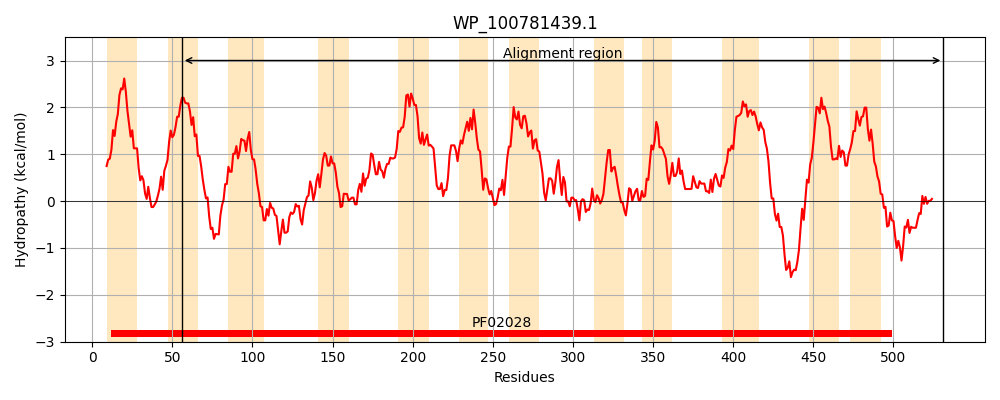 WP_100781439.1
Alignment region
Hydropathy (kcal/mol)
3
2
1
0
−1
−2
−3
PF02028
0 50 100 150 200 250 300 350 400 450 500
Residues